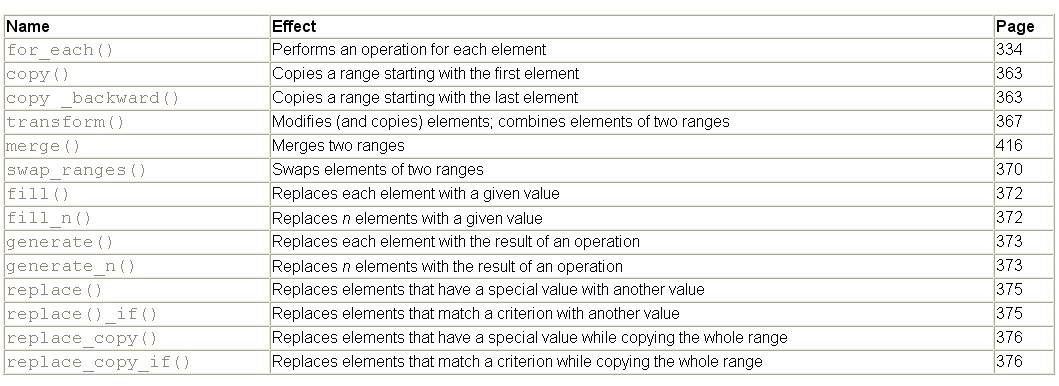 Name Effect Page
for_each() Performs an operation for each element 334
copy() Copies a range starting with the first element 363
copy _backward() Copies a range starting with the last element 363
transform() Modifies (and copies) elements; combines elements of two ranges 367
merge() Merges two ranges 416
swap_ranges() Swaps elements of two ranges 370
fill() Replaces each element with a given value 372
fill_n() Replaces n elements with a given value 372
generate() Replaces each element with the result of an operation 373
generate_n() Replaces n elements with the result of an operation 373
replace() Replaces elements that have a special value with another value 375
replace()_if() Replaces elements that match a criterion with another value 375
replace_copy() Replaces elements that have a special value while copying the whole range 376
replace_copy_if() Replaces elements that match a criterion while copying the whole range 376